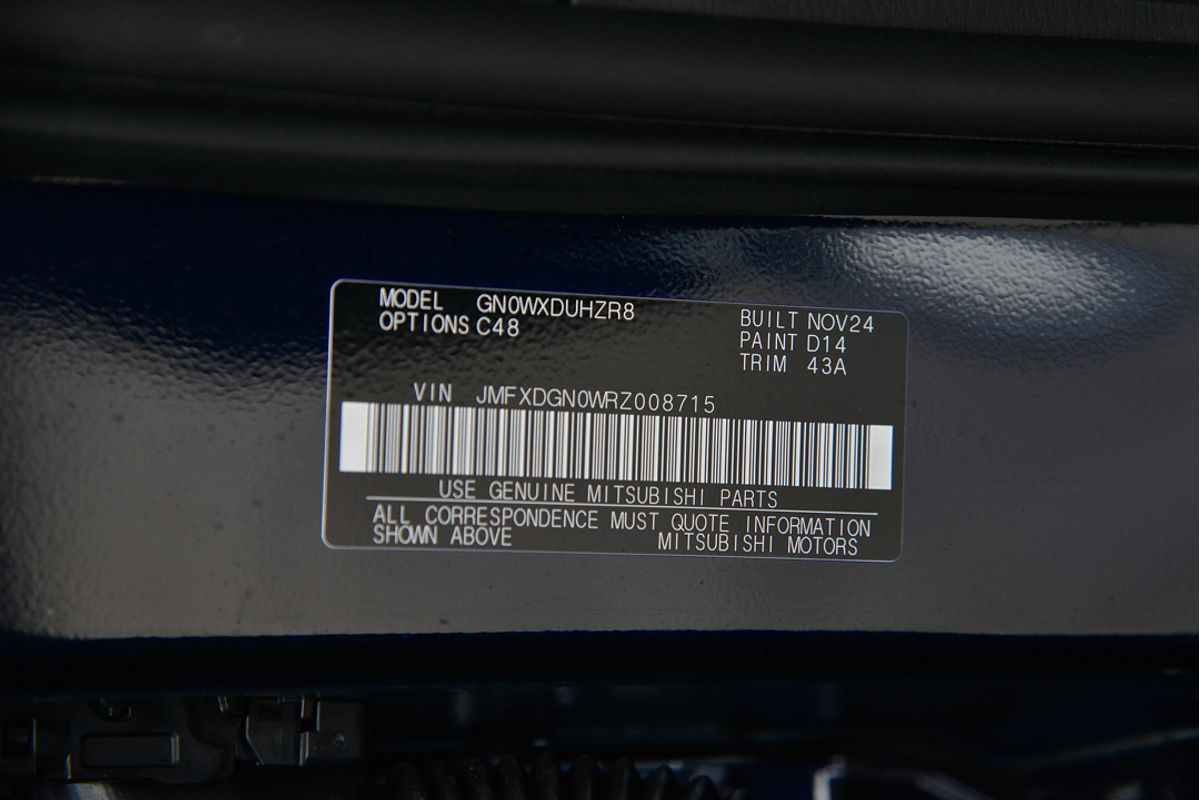 MODEL GN0WXDUHZR8
OPTIONS C48
BUILT NOV24
PAINT D14
TRIM 43A
VIN JMFXDGN0WRZ008715
USE GENUINE MITSUBISHI PARTS
ALL CORRESPONDENCE MUST QUOTE INFORMATION
SHOWN ABOVE MITSUBISHI MOTORS